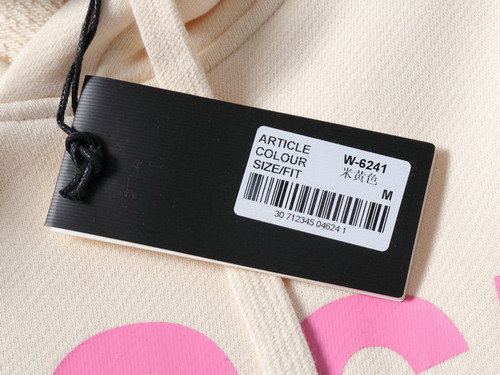 ARTICLE W-6241
COLOUR 米黄色
SIZE/FIT M
30 712345 04624 1